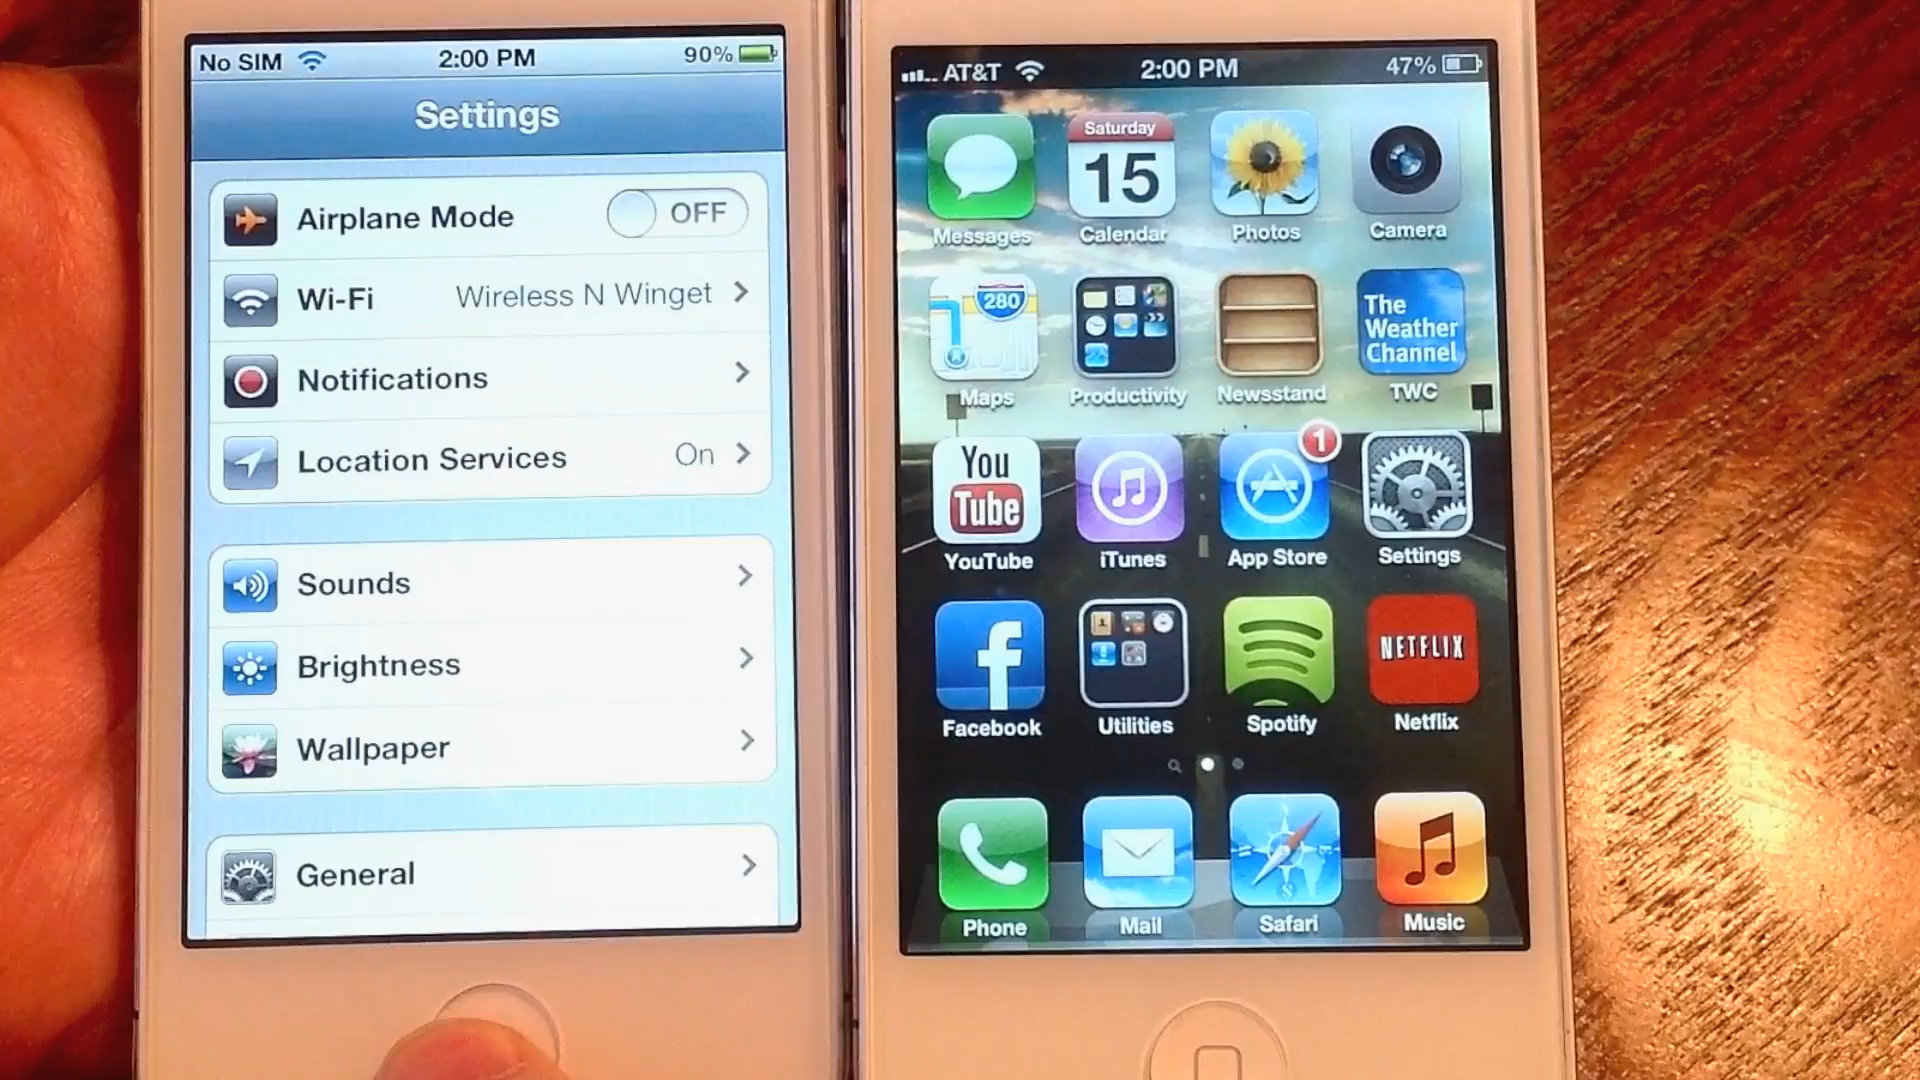 No SIM 2:00 PM 90%
Settings
Airplane Mode OFF
Wi-Fi Wireless N Winget
Notifications
Location Services On
Sounds
Brightness
Wallpaper
General
AT&T 2:00 PM 47%
Saturday
15
Messages Calendar Photos Camera
280
The
Weather
Channel
Maps Productivity Newsstand TWC
1
You
Tube
YouTube iTunes App Store Settings
NETFLIX
Facebook Utilities Spotify Netflix
Phone Mail Safari Music